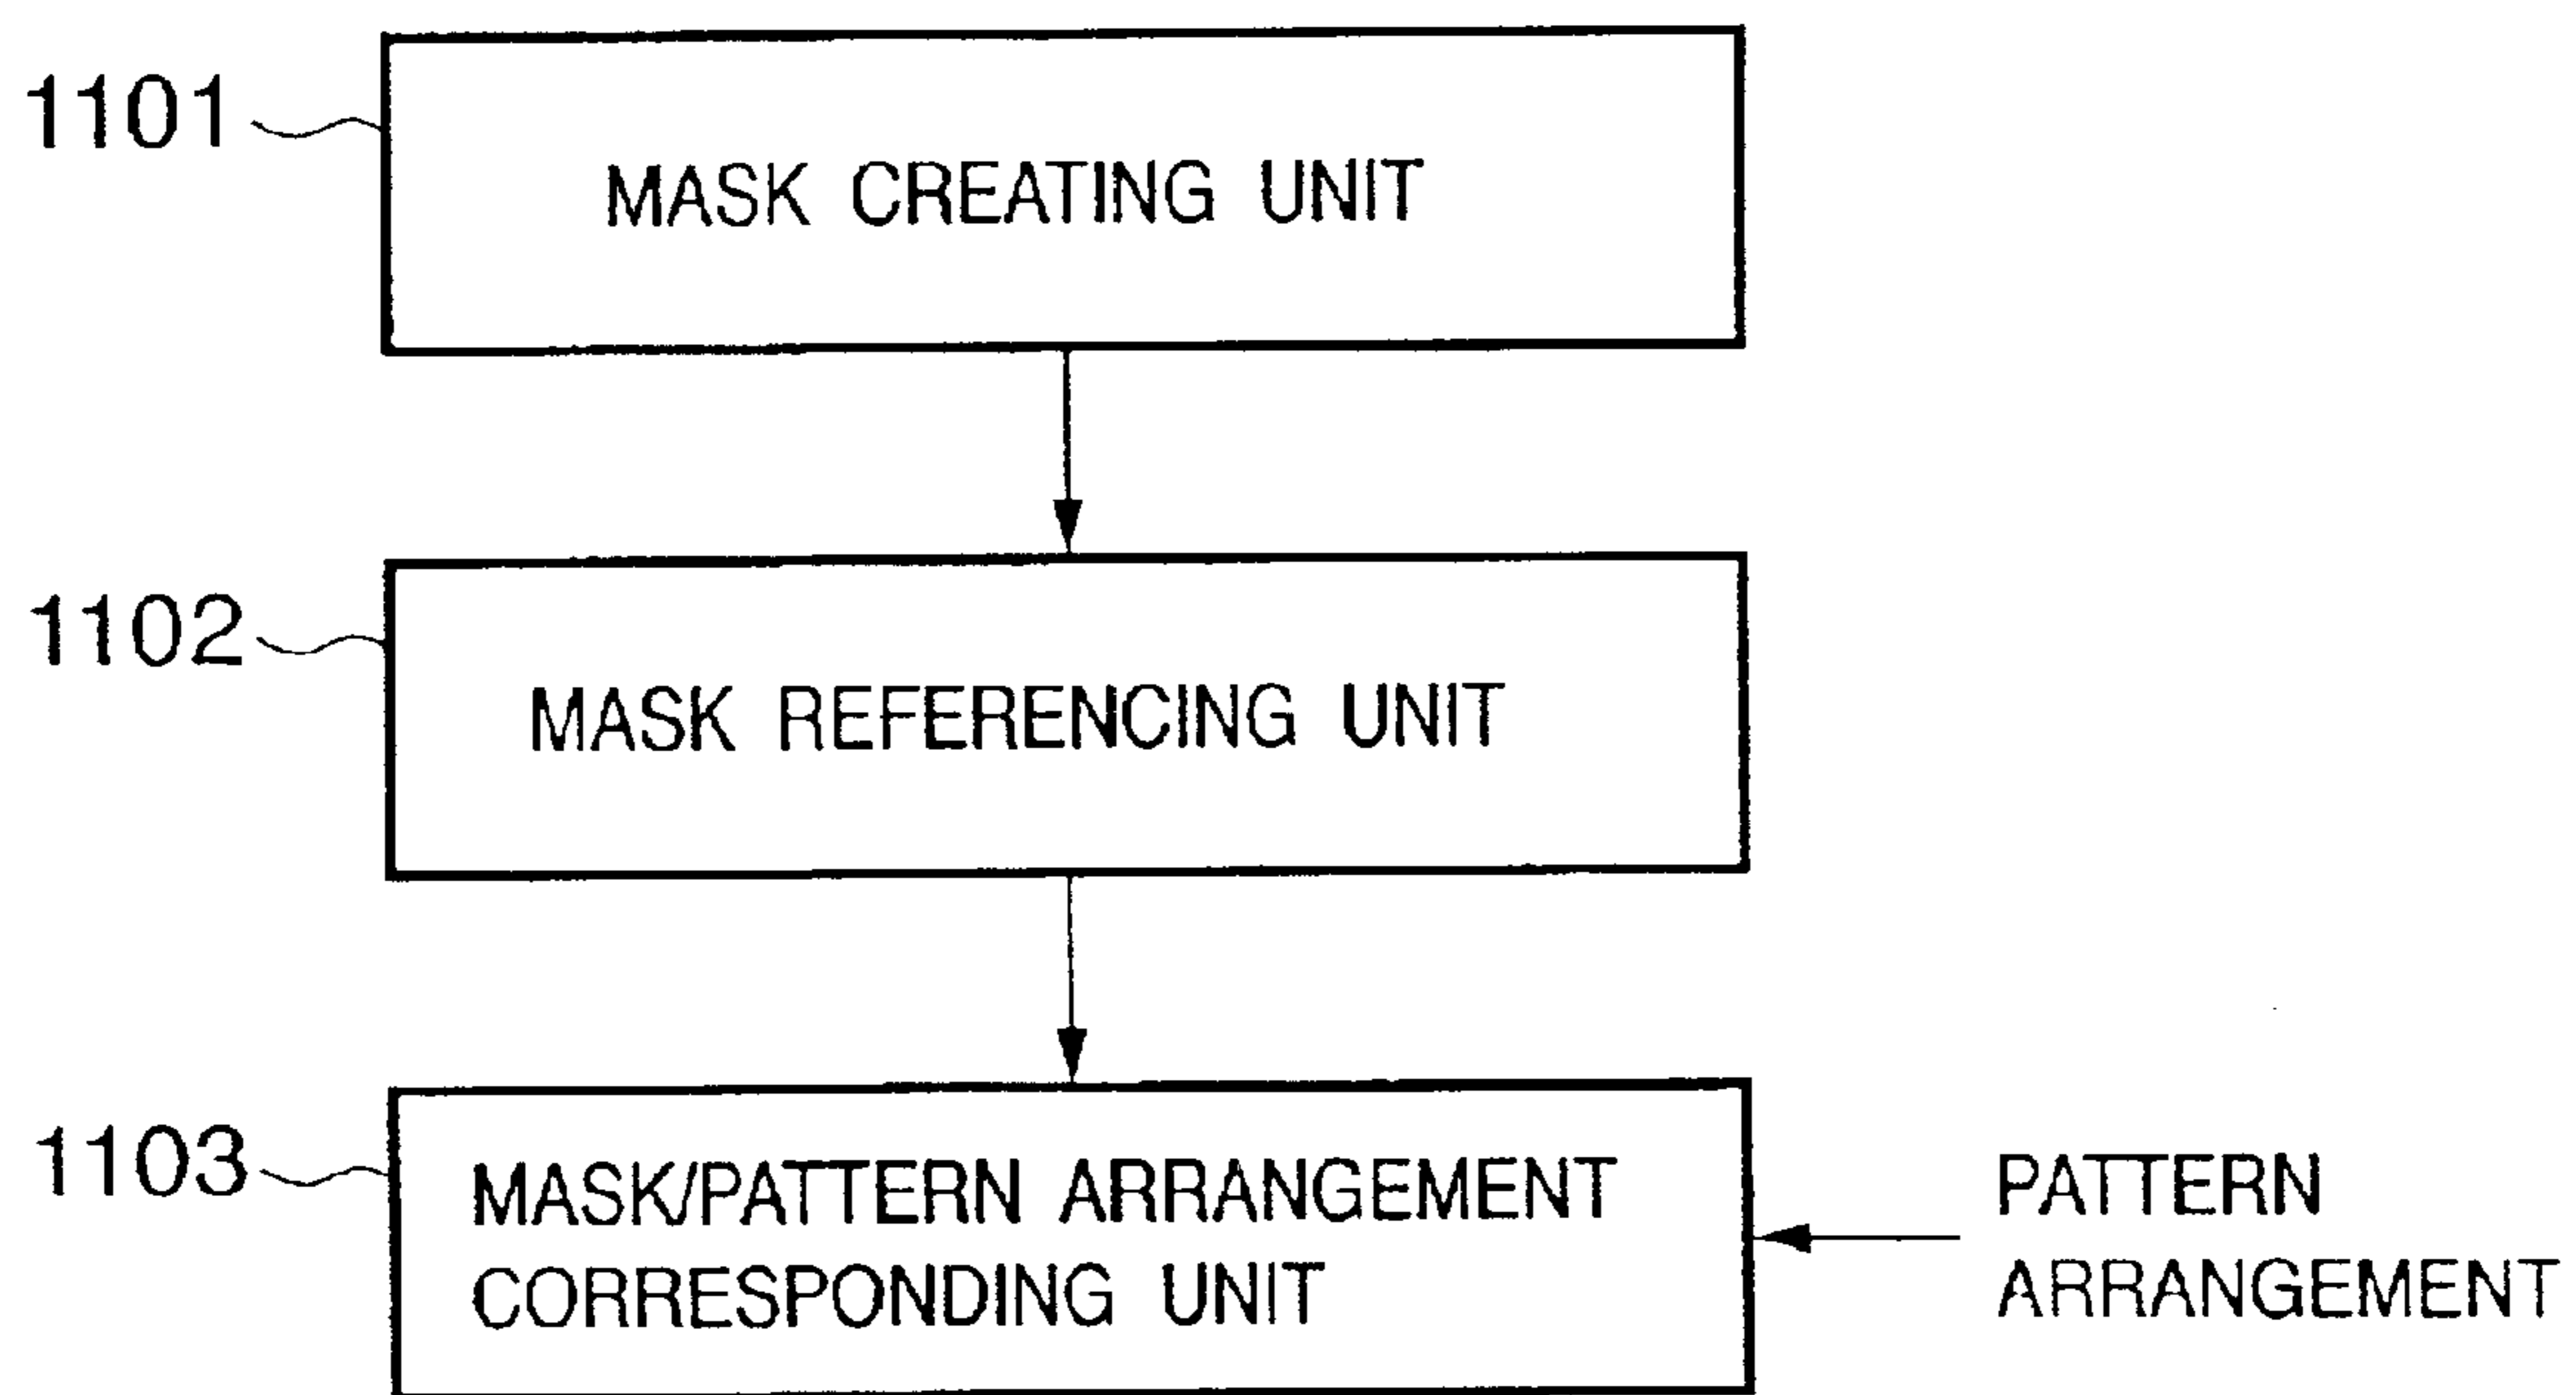 1101
MASK CREATING UNIT
1102
MASK REFERENCING UNIT
1103
MASK/PATTERN ARRANGEMENT
CORRESPONDING UNIT
PATTERN
ARRANGEMENT